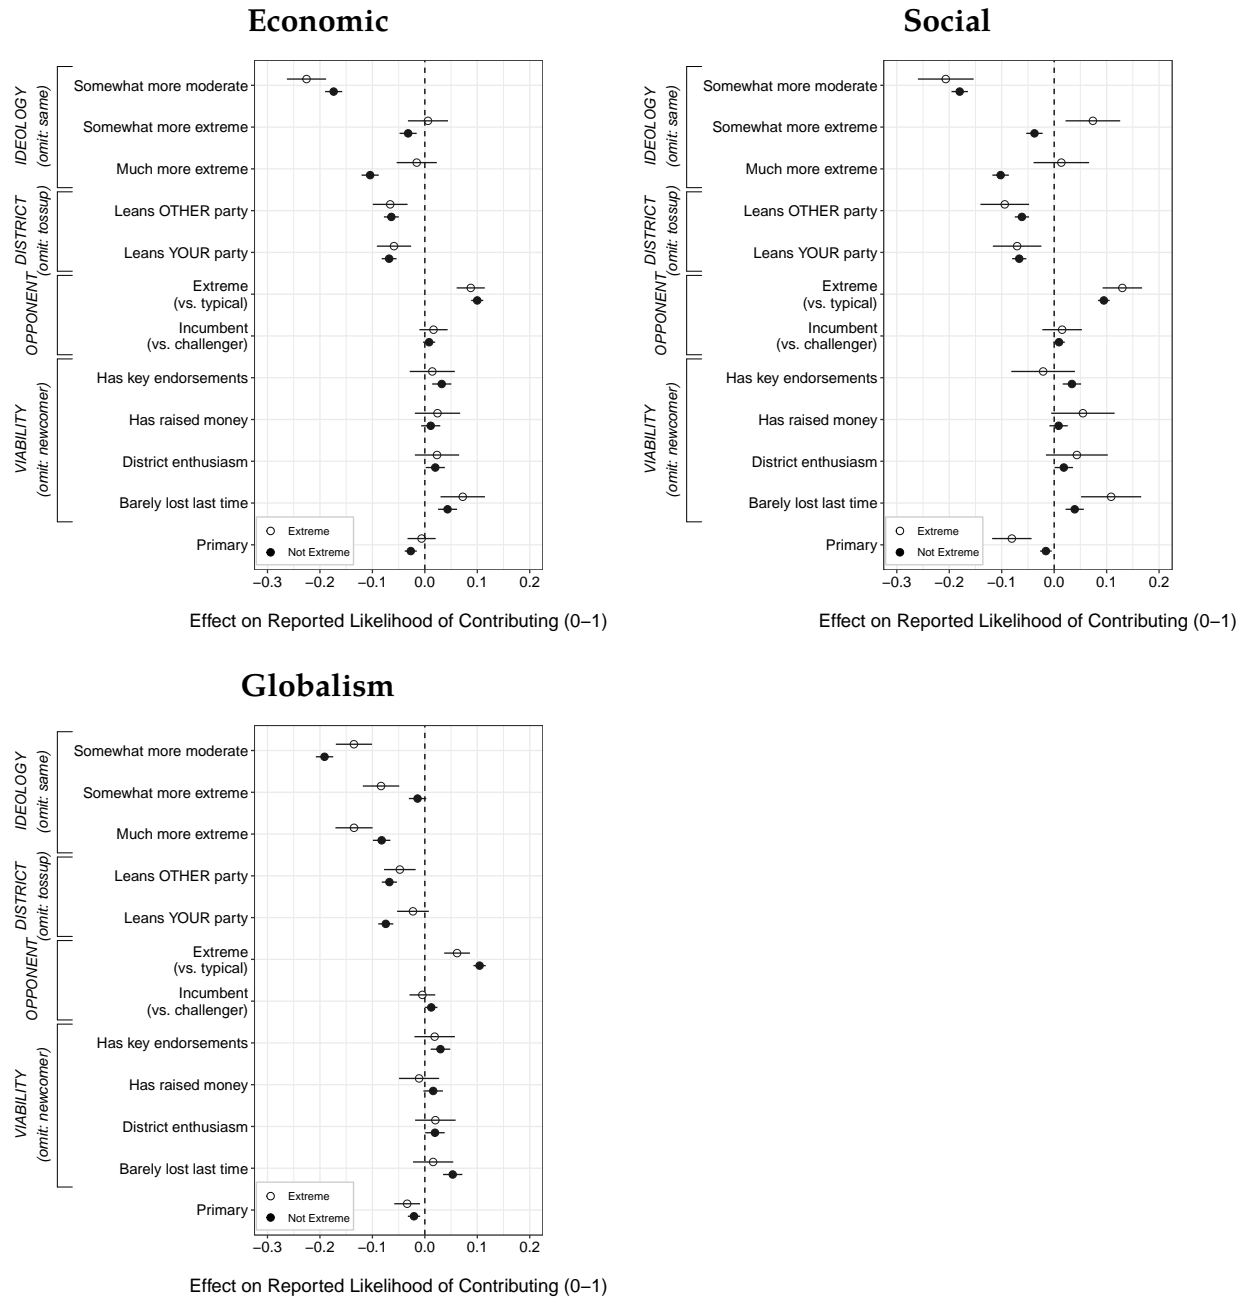 Economic
IDEOLOGY
(omit: same)
DISTRICT
(omit: tossup)
OPPONENT
VIABILITY
(omit: newcomer)
Somewhat more moderate
Somewhat more extreme
Much more extreme
Leans OTHER party
Leans YOUR party
Extreme
(vs. typical)
Incumbent
(vs. challenger)
Has key endorsements
Has raised money
District enthusiasm
Barely lost last time
Primary
Extreme
Not Extreme
−0.3 −0.2 −0.1 0.0 0.1 0.2
Effect on Reported Likelihood of Contributing (0−1)
Social
IDEOLOGY
(omit: same)
DISTRICT
(omit: tossup)
OPPONENT
VIABILITY
(omit: newcomer)
Somewhat more moderate
Somewhat more extreme
Much more extreme
Leans OTHER party
Leans YOUR party
Extreme
(vs. typical)
Incumbent
(vs. challenger)
Has key endorsements
Has raised money
District enthusiasm
Barely lost last time
Primary
Extreme
Not Extreme
−0.3 −0.2 −0.1 0.0 0.1 0.2
Effect on Reported Likelihood of Contributing (0−1)
Globalism
IDEOLOGY
(omit: same)
DISTRICT
(omit: tossup)
OPPONENT
VIABILITY
(omit: newcomer)
Somewhat more moderate
Somewhat more extreme
Much more extreme
Leans OTHER party
Leans YOUR party
Extreme
(vs. typical)
Incumbent
(vs. challenger)
Has key endorsements
Has raised money
District enthusiasm
Barely lost last time
Primary
Extreme
Not Extreme
−0.3 −0.2 −0.1 0.0 0.1 0.2
Effect on Reported Likelihood of Contributing (0−1)